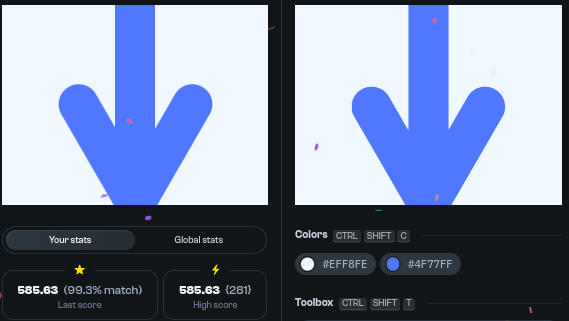 Your stats
Global stats
585.63 (99.3% match)
Last score
585.63 {281}
High score
Colors CTRL SHIFT C
#EFF8FE
#4F77FF
Toolbox CTRL SHIFT T